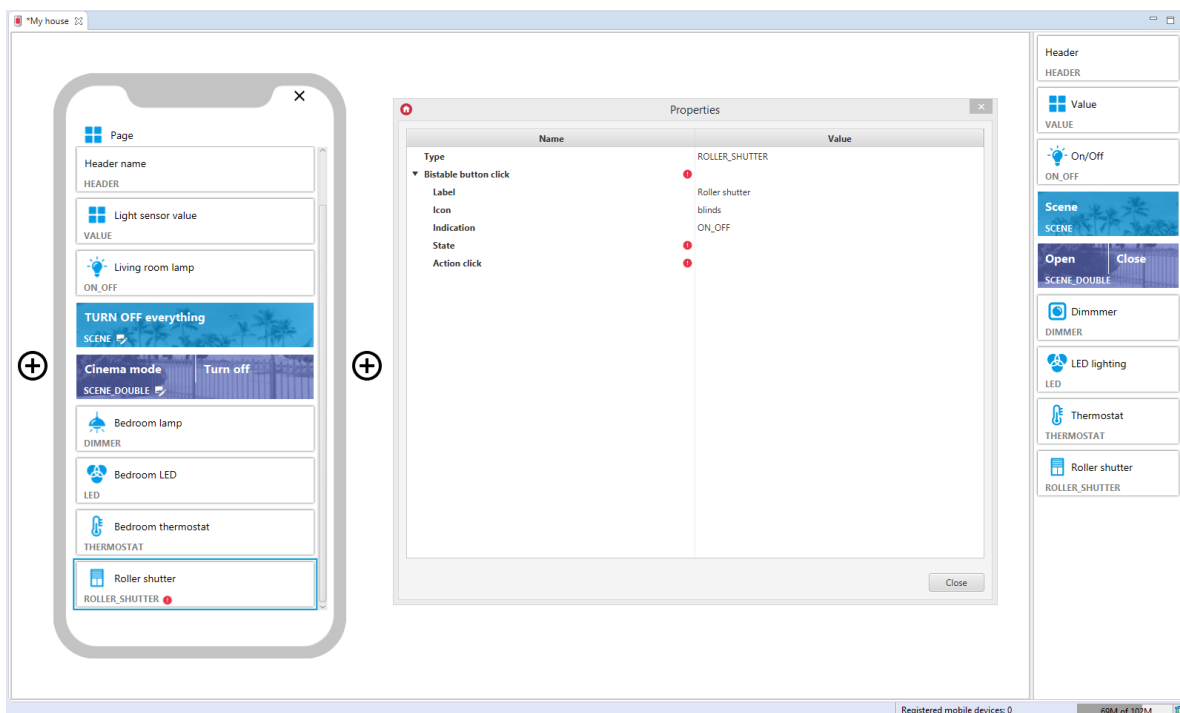 *My house
Page
Header name
HEADER
Light sensor value
VALUE
Living room lamp
ON_OFF
TURN OFF everything
SCENE
Cinema mode Turn off
SCENE_DOUBLE
Bedroom lamp
DIMMER
Bedroom LED
LED
Bedroom thermostat
THERMOSTAT
Roller shutter
ROLLER_SHUTTER
Properties
Name Value
Type ROLLER_SHUTTER
Bistable button click
Label Roller shutter
Icon blinds
Indication ON_OFF
State
Action click
Close
Header
HEADER
Value
VALUE
On/Off
ON_OFF
Scene
SCENE
Open Close
SCENE_DOUBLE
Dimmmer
DIMMER
LED lighting
LED
Thermostat
THERMOSTAT
Roller shutter
ROLLER_SHUTTER
Registered mobile devices: 0 69M of 102M